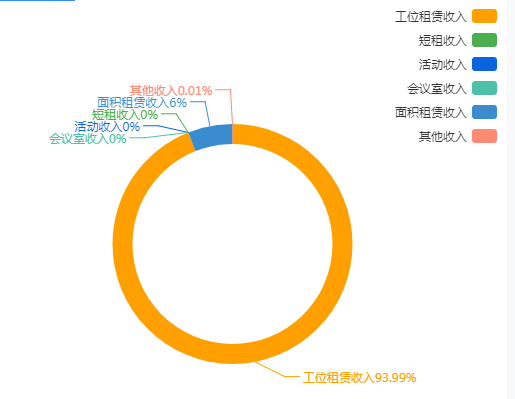 工位租赁收入
短租收入
活动收入
会议室收入
面积租赁收入
其他收入
其他收入0.01%
面积租赁收入6%
短租收入0%
活动收入0%
会议室收入0%
工位租赁收入93.99%